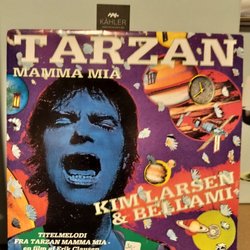 KÄHLER
TARZAN
MAMMA MIA
KIM LARSEN
& BELLAMI
TITELMELODI
FRA TARZAN MAMMA MIA -
en film af Erik Clausen